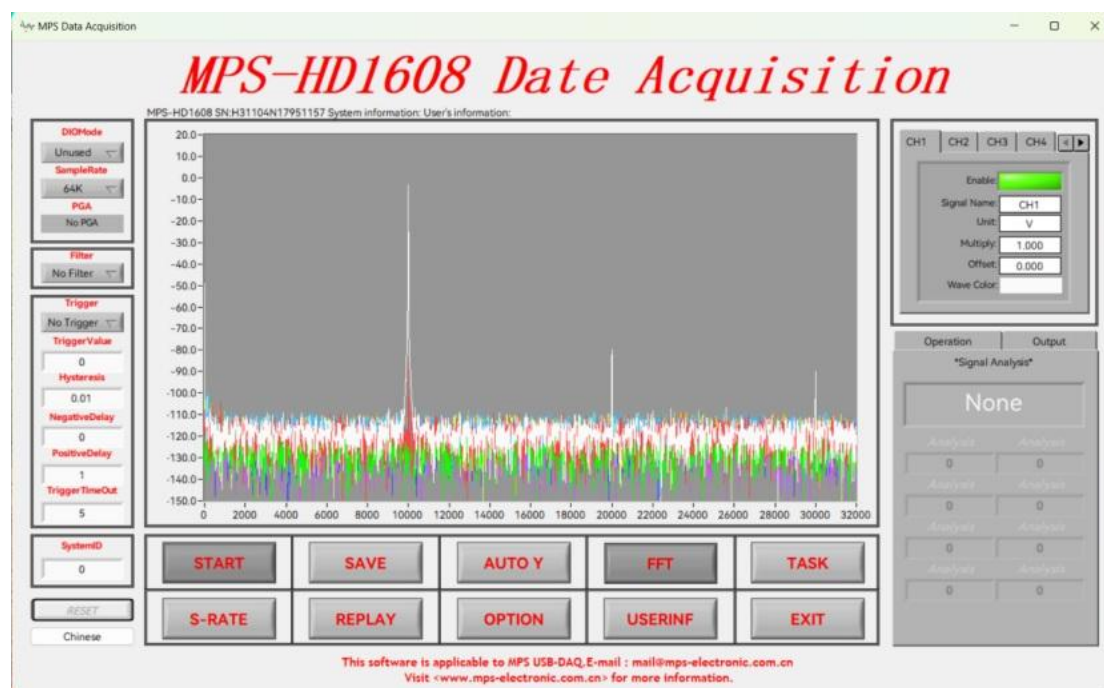 MPS Data Acquisition
MPS-HD1608 Date Acquisition
MPS-HD1608 SN:H31104N17951157 System information: User's information:
DIOMode
Unused
SampleRate
64K
PGA
No PGA
Filter
No Filter
Trigger
No Trigger
TriggerValue
0
Hysteresis
0.01
NegativeDelay
0
PositiveDelay
1
TriggerTimeOut
5
SystemID
0
RESET
Chinese
20.0
10.0
0.0
-10.0
-20.0
-30.0
-40.0
-50.0
-60.0
-70.0
-80.0
-90.0
-100.0
-110.0
-120.0
-130.0
-140.0
-150.0
0 2000 4000 6000 8000 10000 12000 14000 16000 18000 20000 22000 24000 26000 28000 30000 32000
START SAVE AUTO Y FFT TASK
S-RATE REPLAY OPTION USERINF EXIT
CH1 CH2 CH3 CH4
Enable:
Signal Name: CH1
Unit: V
Multiply: 1.000
Offset: 0.000
Wave Color:
Operation Output
*Signal Analysis*
None
Analysis Analysis
0 0
Analysis Analysis
0 0
Analysis Analysis
0 0
Analysis Analysis
0 0
This software is applicable to MPS USB-DAQ,E-mail : mail@mps-electronic.com.cn
Visit <www.mps-electronic.com.cn> for more information.